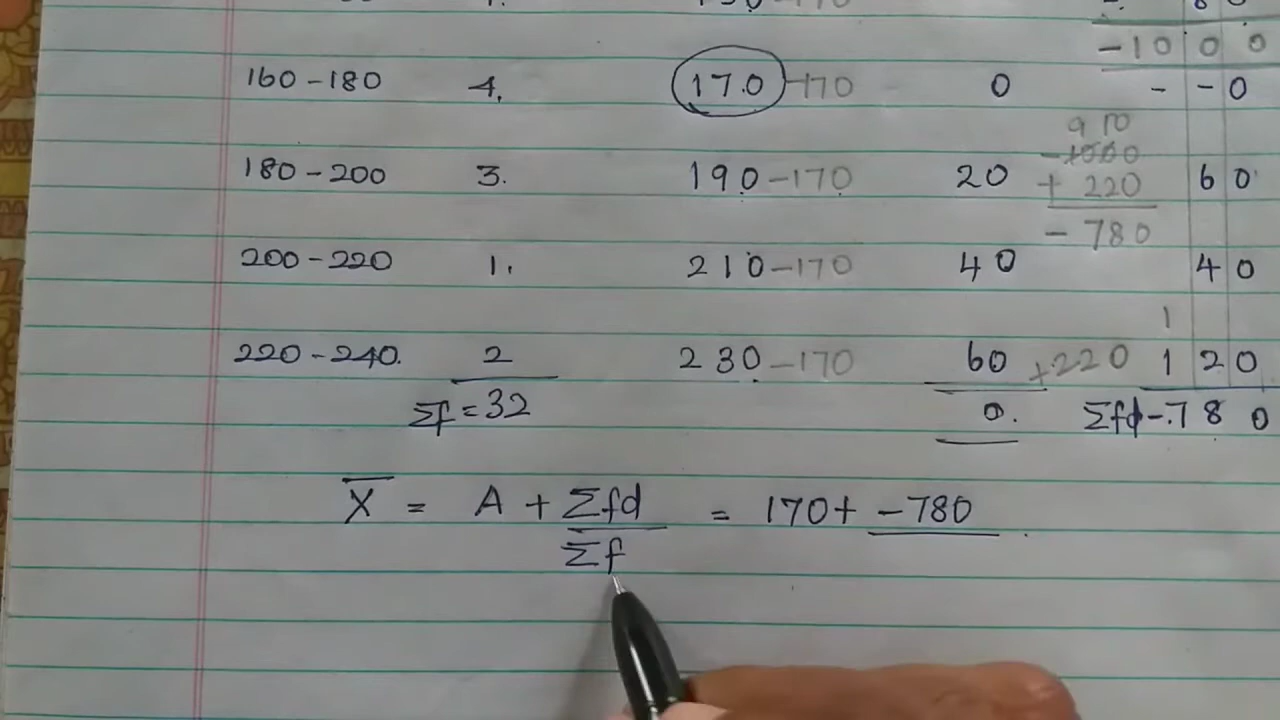 -10 0 0
160-180 4. 170-170 0 - -0
9 10
-1000
180-200 3. 190-170 20 + 220 60
-780
200-220 1. 210-170 40 40
1
220-240. 2 230-170 60 +220 120
Σf=32 0. Σfd-780
X̄ = A + Σfd = 170+ -780
Σf